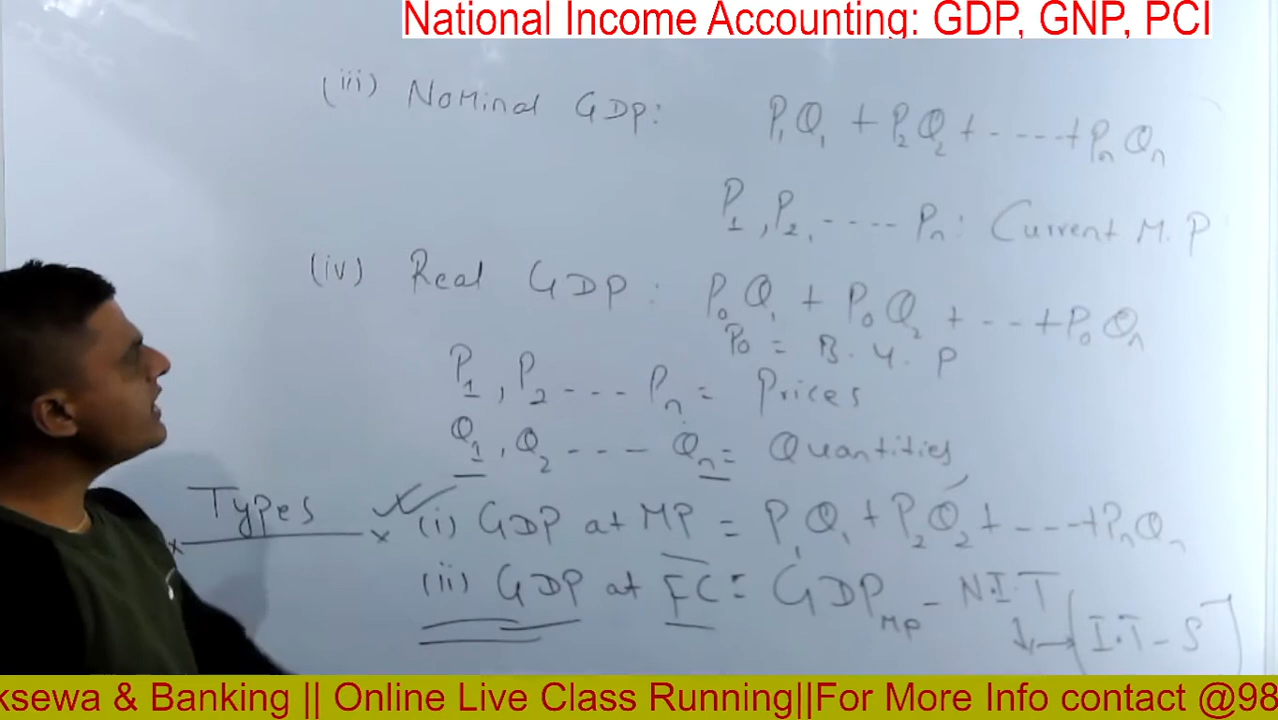 National Income Accounting: GDP, GNP, PCI
(iii) Nominal GDP: P₁Q₁ + P₂Q₂ + ---- + PₙQₙ
P₁, P₂, ---- Pₙ: Current M.P
(iv) Real GDP: P₀Q₁ + P₀Q₂ + --- + P₀Qₙ
P₀ = B.Y.P
P₁, P₂ ---- Pₙ = Prices
Q₁, Q₂ ---- Qₙ = Quantities
Types (i) GDP at MP = P₁Q₁ + P₂Q₂ + ---- + PₙQₙ
(ii) GDP at FC = GDP MP - N.I.T
(I.T - S)
ksewa & Banking || Online Live Class Running||For More Info contact @98